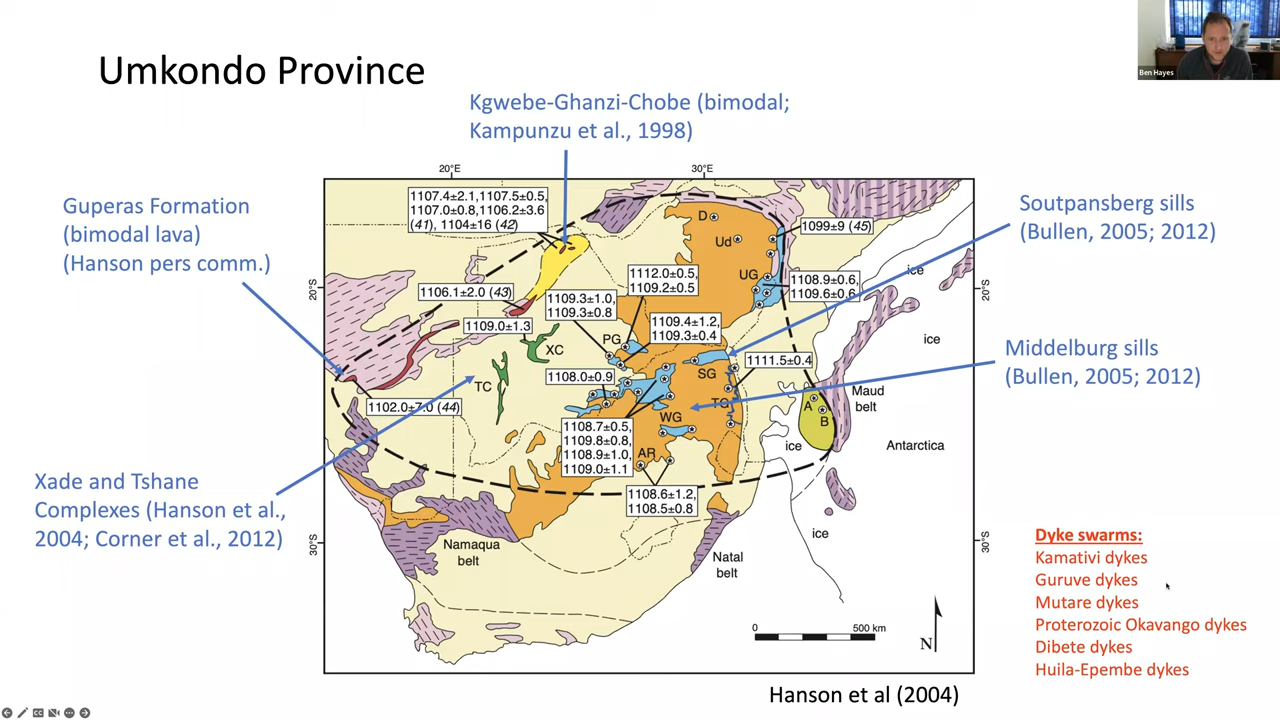 Umkondo Province
Ben Hayes
Kgwebe-Ghanzi-Chobe (bimodal;
Kampunzu et al., 1998)
Guperas Formation
(bimodal lava)
(Hanson pers comm.)
Soutpansberg sills
(Bullen, 2005; 2012)
Middelburg sills
(Bullen, 2005; 2012)
Xade and Tshane
Complexes (Hanson et al.,
2004; Corner et al., 2012)
20°E
30°E
20°S
20°S
30°S
30°S
1107.4±2.1,1107.5±0.5,
1107.0±0.8,1106.2±3.6
(41), 1104±16 (42)
D
Ud
1099±9 (45)
UG
1108.9±0.6,
1109.6±0.6
1112.0±0.5,
1109.2±0.5
1106.1±2.0 (43)
1109.3±1.0,
1109.3±0.8
1109.0±1.3
1109.4±1.2,
1109.3±0.4
PG
XC
TC
1108.0±0.9
SG
1111.5±0.4
TG
1102.0±7.0 (44)
WG
1108.7±0.5,
1109.8±0.8,
1108.9±1.0,
1109.0±1.1
AR
1108.6±1.2,
1108.5±0.8
A
B
ice
ice
ice
ice
Maud
belt
Antarctica
Namaqua
belt
Natal
belt
0
500 km
N
Hanson et al (2004)
Dyke swarms:
Kamativi dykes
Guruve dykes
Mutare dykes
Proterozoic Okavango dykes
Dibete dykes
Huila-Epembe dykes